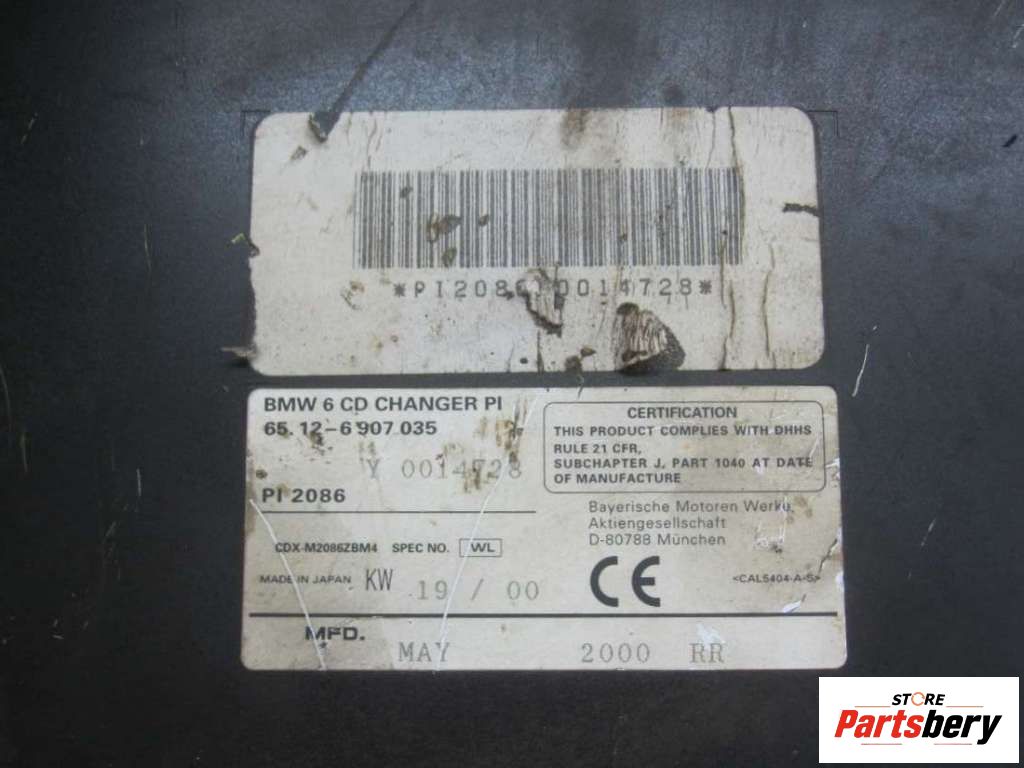 *PI2086Y0014728*
BMW 6 CD CHANGER PI
65. 12-6 907 035
Y 0014728
PI 2086
CDX-M2086ZBM4 SPEC NO. WL
MADE IN JAPAN KW 19 / 00
CERTIFICATION
THIS PRODUCT COMPLIES WITH DHHS
RULE 21 CFR,
SUBCHAPTER J, PART 1040 AT DATE
OF MANUFACTURE
Bayerische Motoren Werke
Aktiengesellschaft
D-80788 München
CE
<CAL5404-A-S>
MFD. MAY 2000 RR
STORE
Partsbery